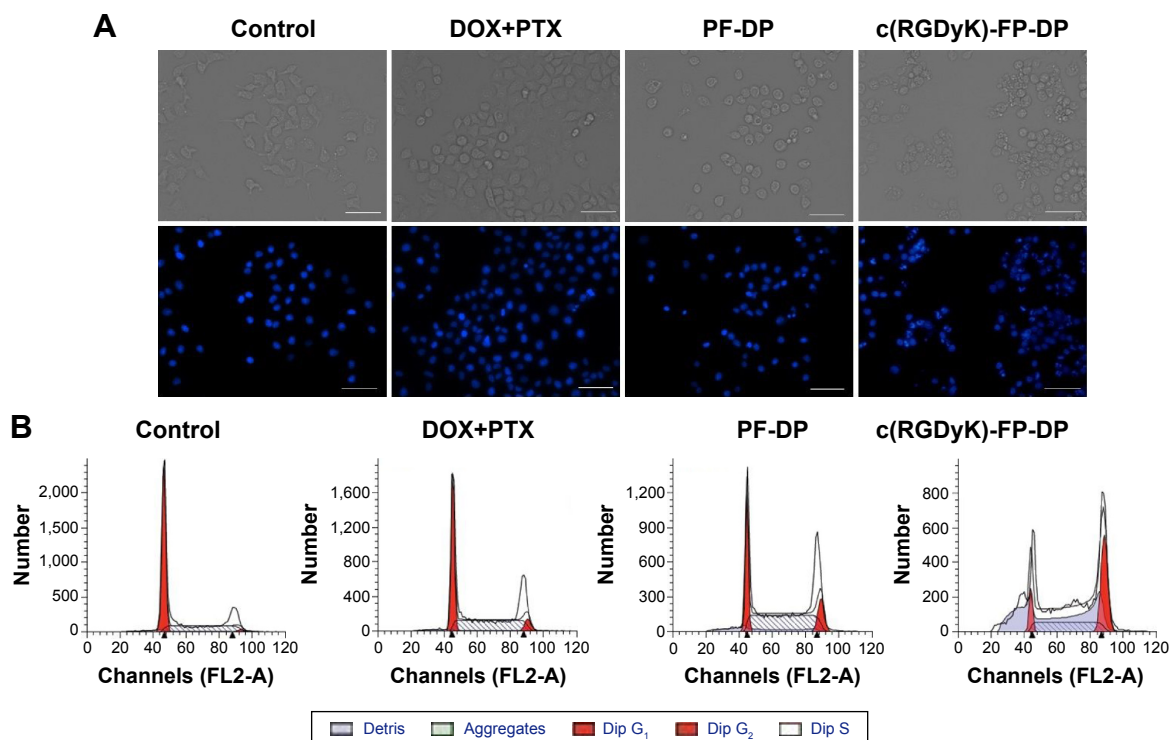 A
Control DOX+PTX PF-DP c(RGDyK)-FP-DP
B
Control DOX+PTX PF-DP c(RGDyK)-FP-DP
Number
2,000
1,500
1,000
500
0
0 20 40 60 80 100 120
Channels (FL2-A)
Number
1,600
1,200
800
400
0
0 20 40 60 80 100 120
Channels (FL2-A)
Number
1,200
900
600
300
0
0 20 40 60 80 100 120
Channels (FL2-A)
Number
800
600
400
200
0
0 20 40 60 80 100 120
Channels (FL2-A)
Detris Aggregates Dip G₁ Dip G₂ Dip S